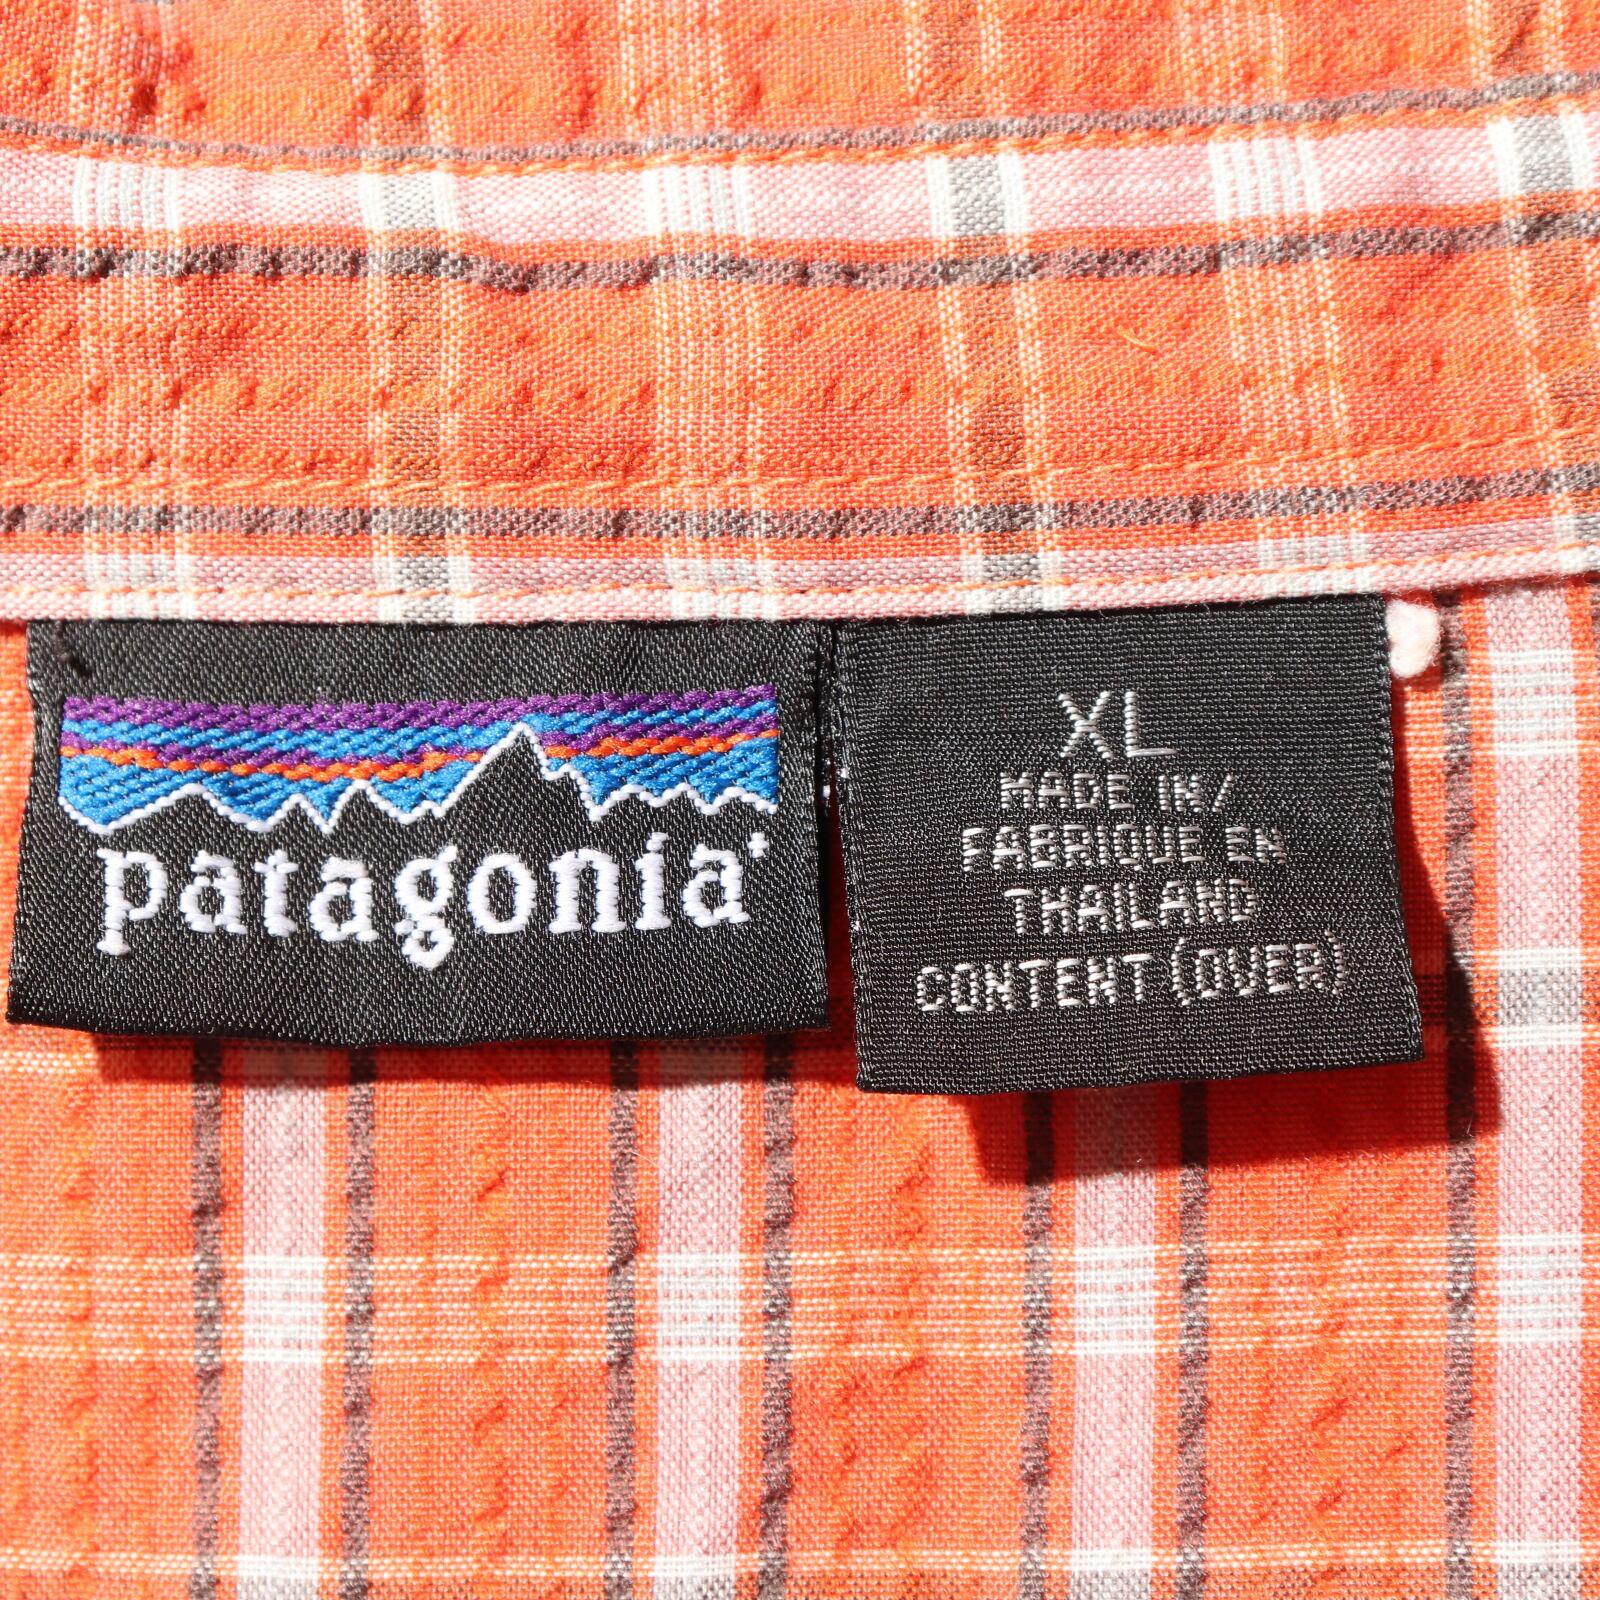 patagonia
XL
MADE IN/
FABRIQUE EN
THAILAND
CONTENT (OVER)